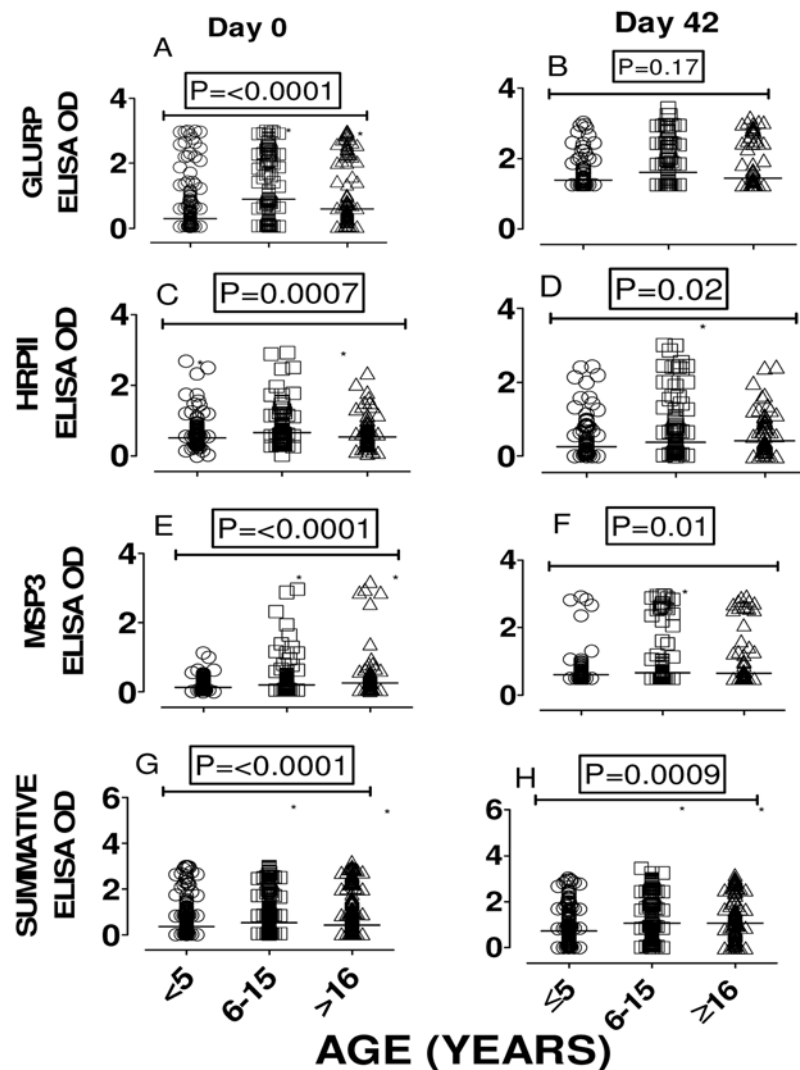 Day 0
Day 42
A
P=<0.0001
GLURP
ELISA OD
4
2
0
B
P=0.17
4
2
0
C
P=0.0007
HRPII
ELISA OD
4
2
0
D
P=0.02
4
2
0
E
P=<0.0001
MSP3
ELISA OD
4
2
0
F
P=0.01
4
2
0
G
P=<0.0001
SUMMATIVE
ELISA OD
6
4
2
0
H
P=0.0009
6
4
2
0
<5
6-15
>16
≤5
6-15
≥16
AGE (YEARS)